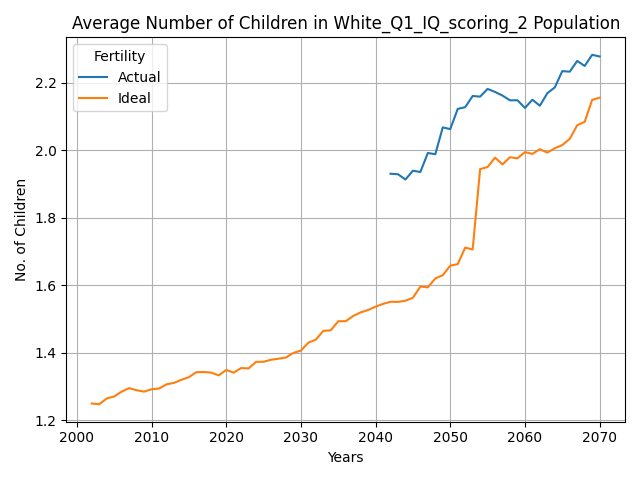 Average Number of Children in White_Q1_IQ_scoring_2 Population
Fertility
Actual
Ideal
No. of Children
2.2
2.0
1.8
1.6
1.4
1.2
2000 2010 2020 2030 2040 2050 2060 2070
Years